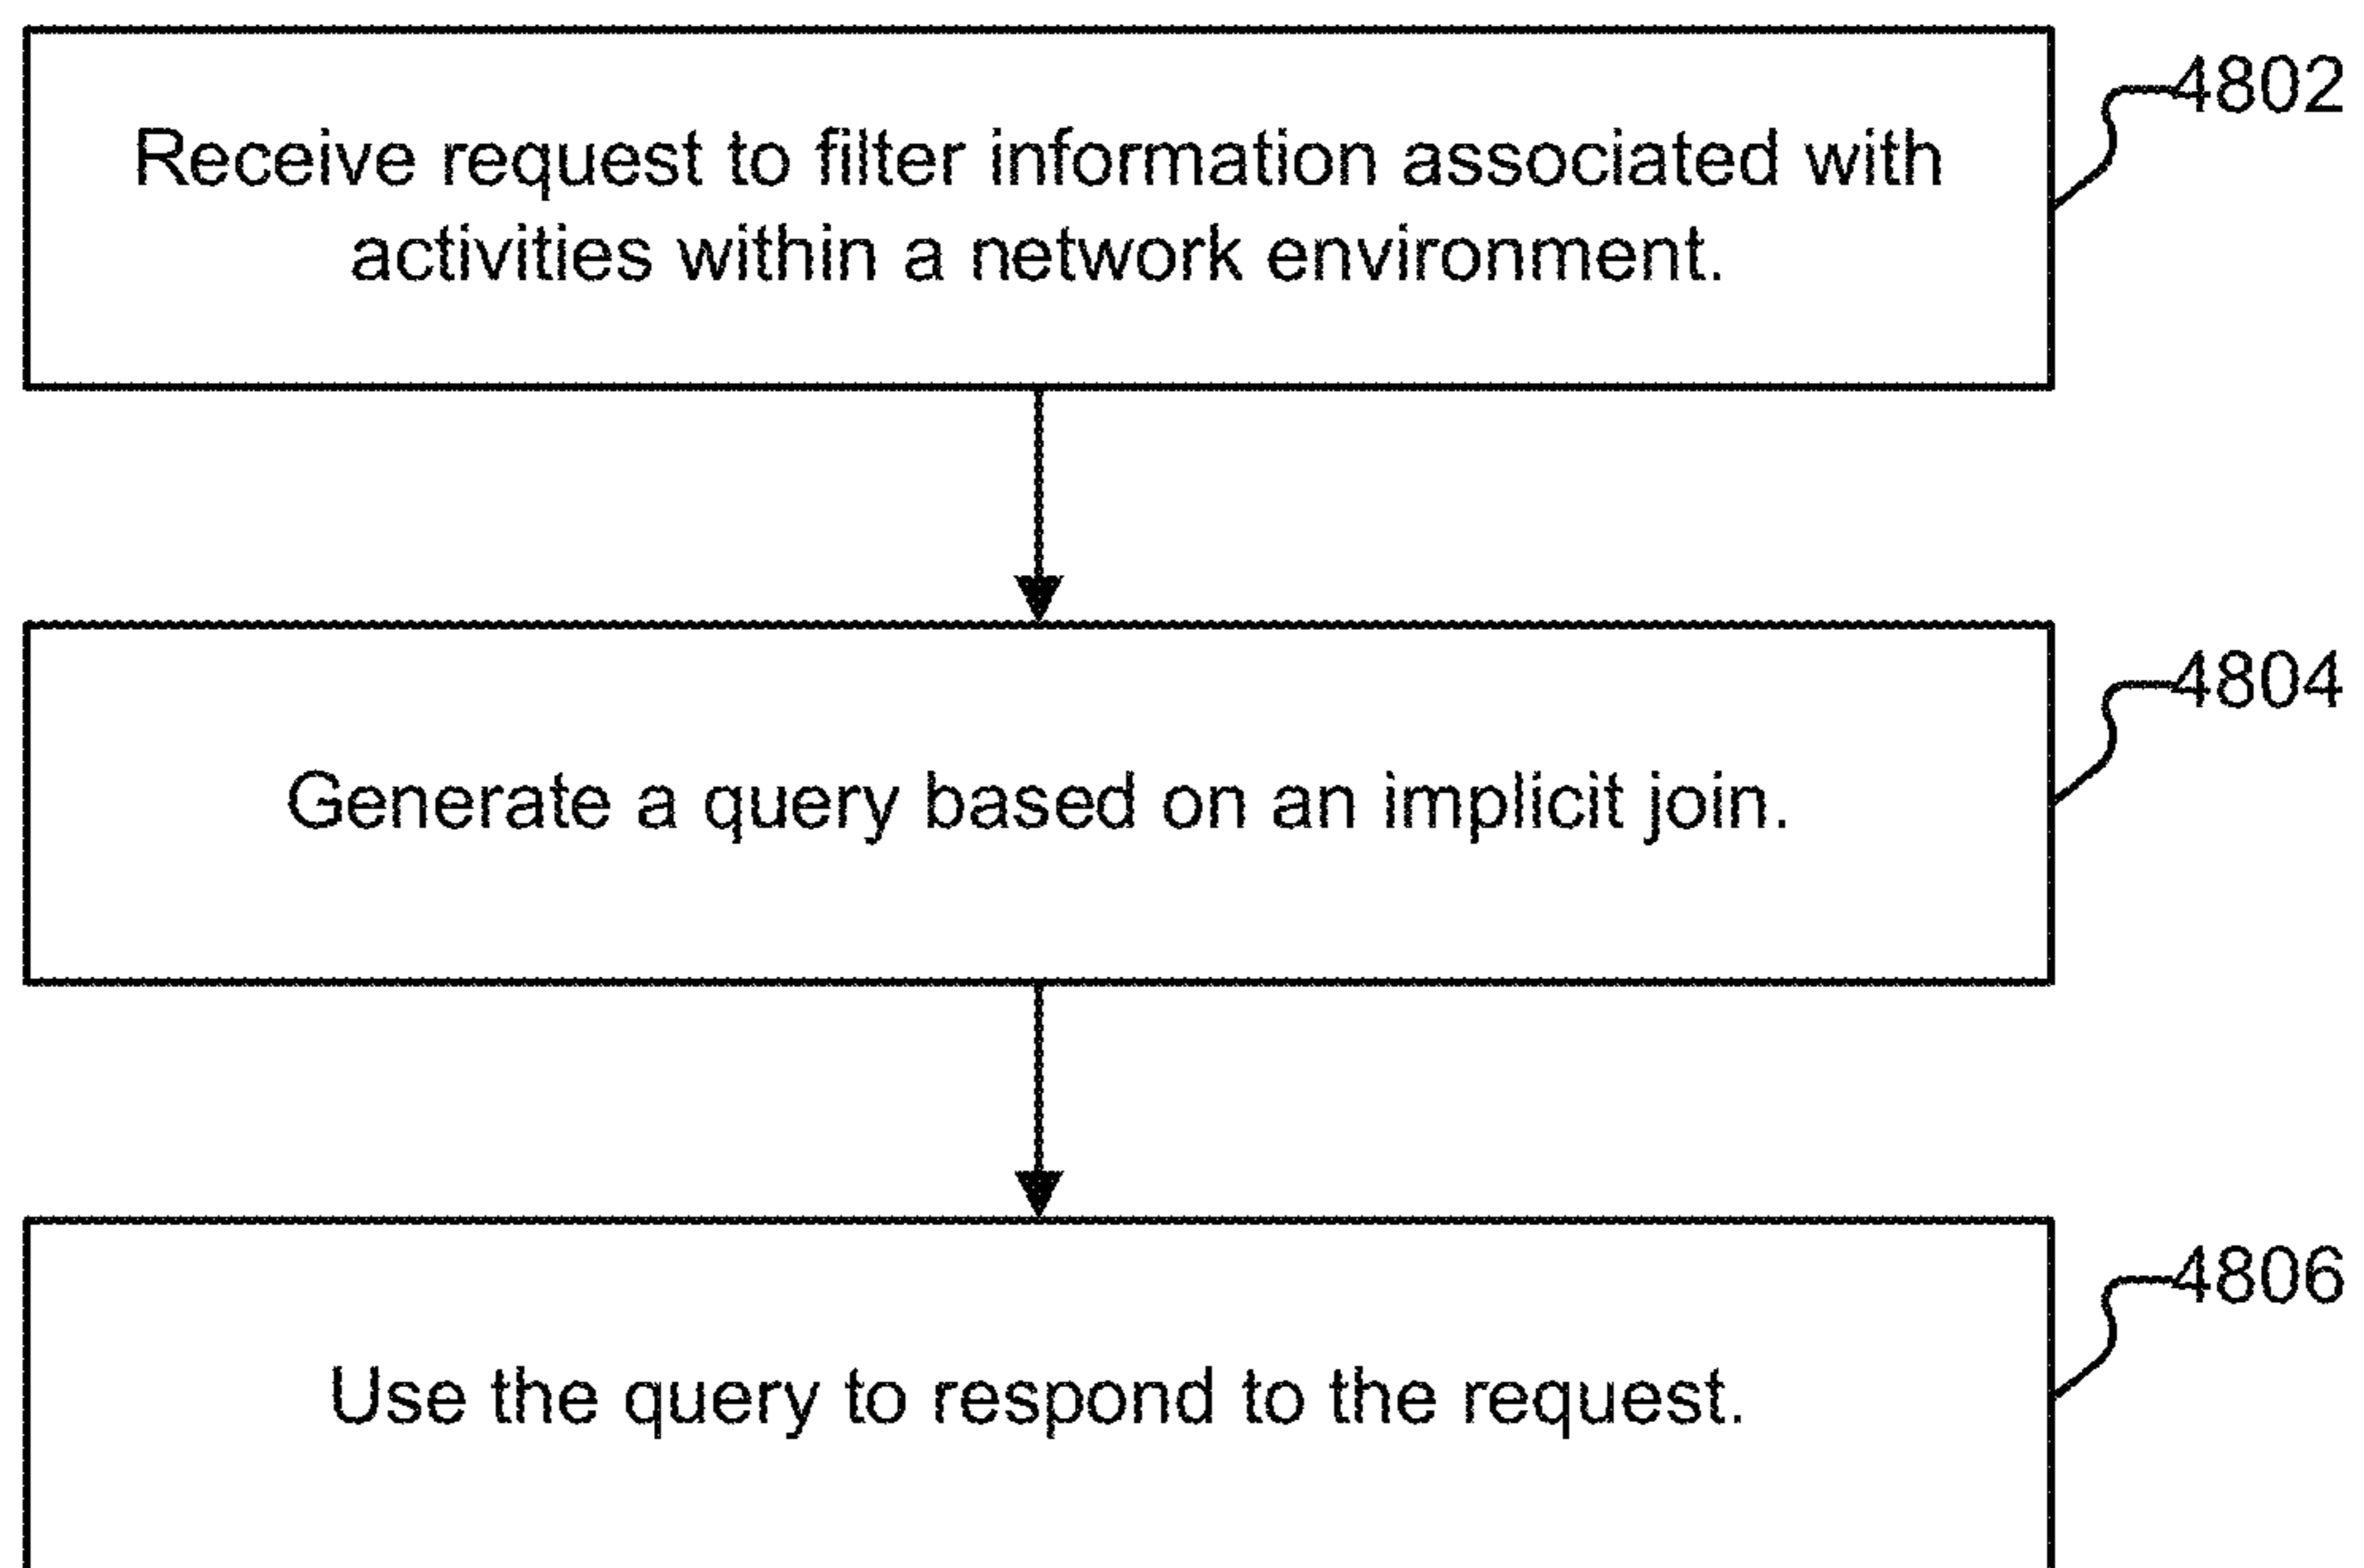 4802
Receive request to filter information associated with
activities within a network environment.
4804
Generate a query based on an implicit join.
4806
Use the query to respond to the request.